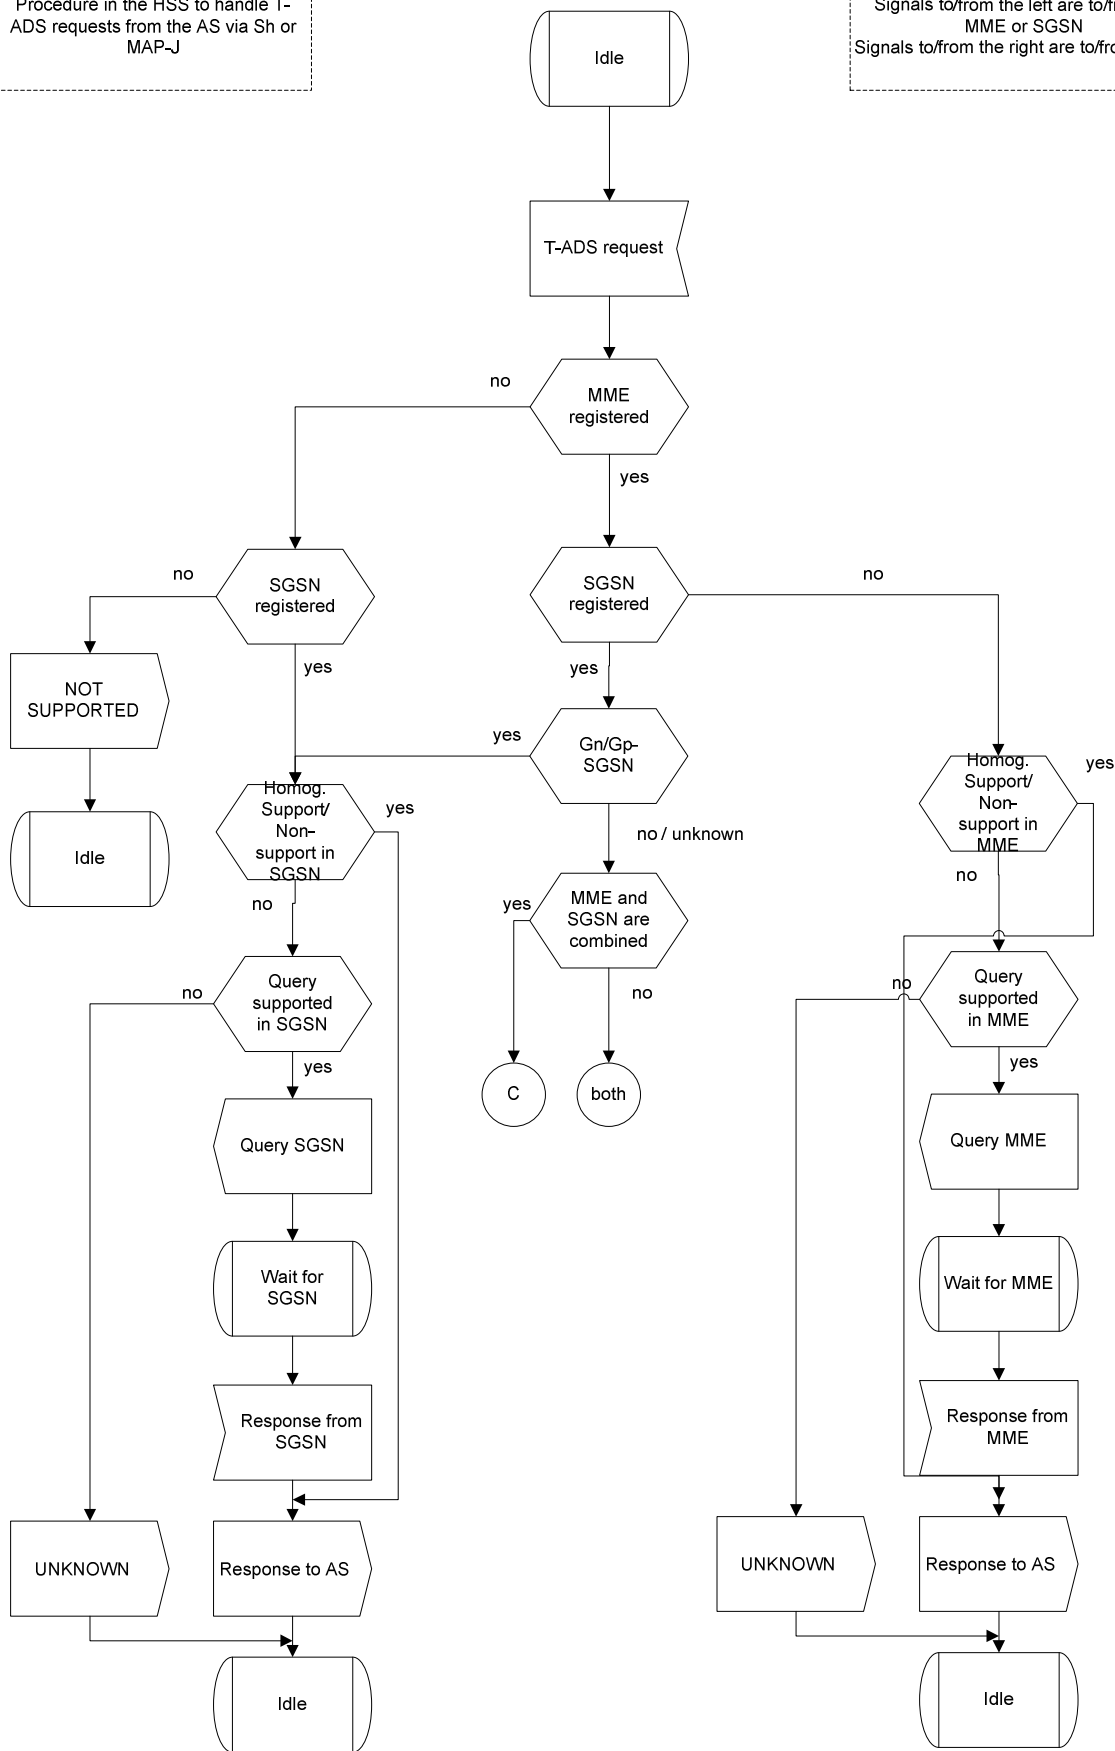 Procedure in the HSS to handle T-
ADS requests from the AS via Sh or
MAP-J
Signals to/from the left are to/
MME or SGSN
Signals to/from the right are to/
Idle
T-ADS request
no
MME
registered
yes
no
SGSN
registered
yes
SGSN
registered
no
yes
NOT
SUPPORTED
Idle
yes
Gn/Gp-
SGSN
no / unknown
Homog.
Support/
Non-
support in
SGSN
yes
no
yes
MME and
SGSN are
combined
no
C
both
Homog.
Support/
Non-
support in
MME
yes
no
no
Query
supported
in SGSN
yes
Query SGSN
Wait for
SGSN
Response from
SGSN
UNKNOWN
Response to AS
Idle
no
Query
supported
in MME
yes
Query MME
Wait for MME
Response from
MME
UNKNOWN
Response to AS
Idle